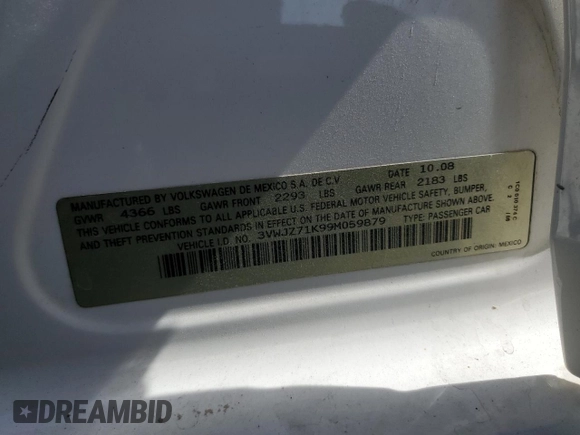 MANUFACTURED BY VOLKSWAGEN DE MEXICO S.A. DE C.V DATE 10.08
GVWR 4366 LBS GAWR FRONT 2293 LBS GAWR REAR 2183 LBS
THIS VEHICLE CONFORMS TO ALL APPLICABLE U.S. FEDERAL MOTOR VEHICLE SAFETY, BUMPER,
AND THEFT PREVENTION STANDARDS IN EFFECT ON THE DATE OF MANUFACTURE SHOWN ABOVE.
VEHICLE I.D. NO. 3VWJZ71K99M059879 TYPE: PASSENGER CAR
COUNTRY OF ORIGIN: MEXICO
DREAMBID